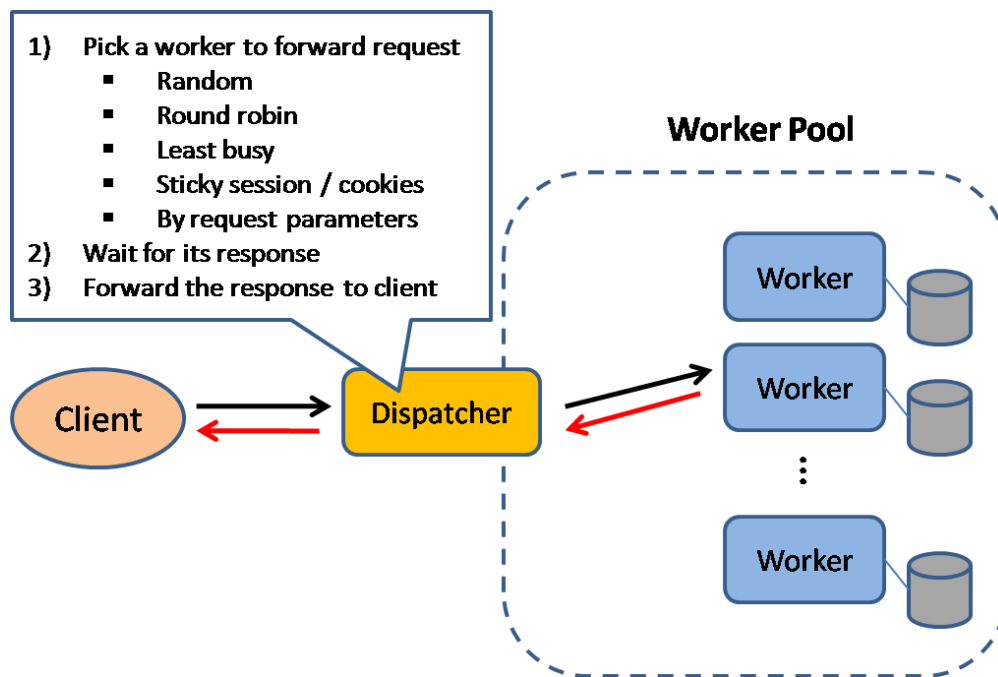 1) Pick a worker to forward request
▪ Random
▪ Round robin
▪ Least busy
▪ Sticky session / cookies
▪ By request parameters
2) Wait for its response
3) Forward the response to client
Worker Pool
Worker
Client
Dispatcher
Worker
...
Worker